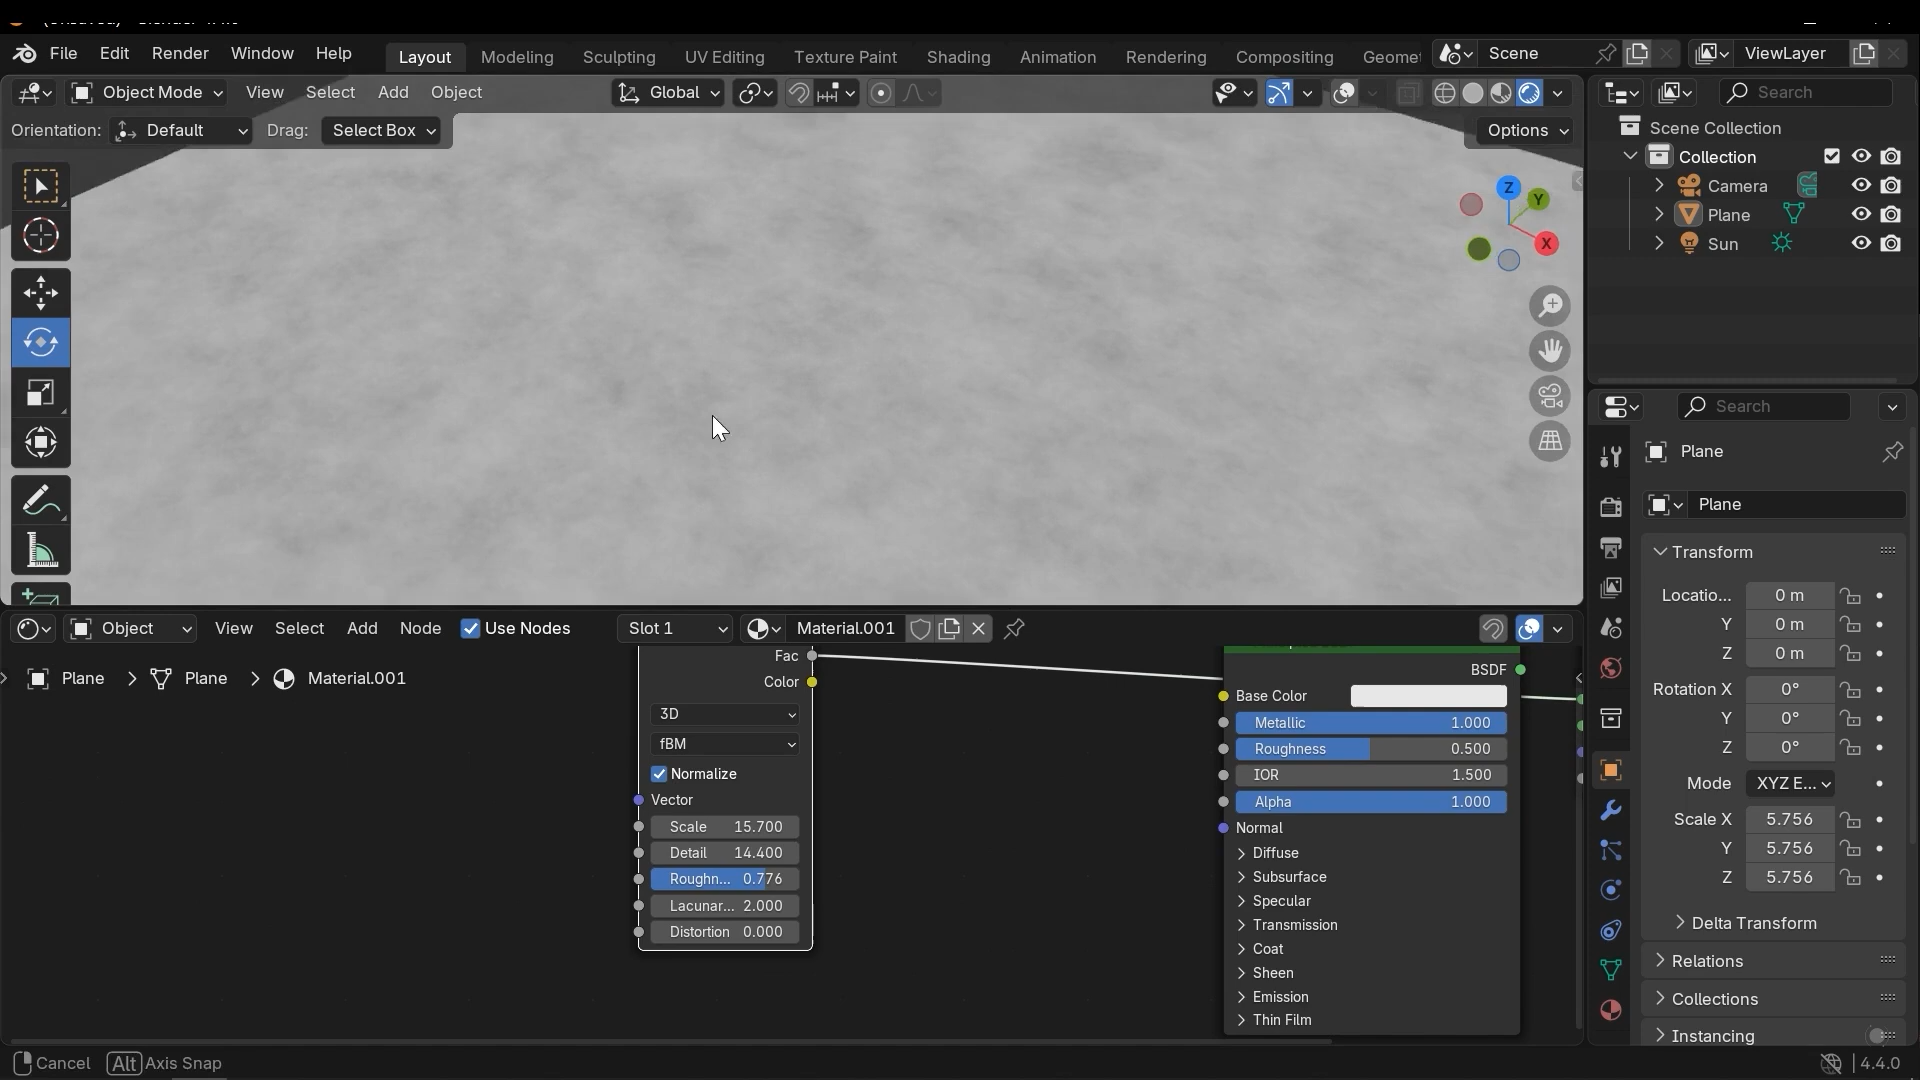 File Edit Render Window Help
Layout Modeling Sculpting UV Editing Texture Paint Shading Animation Rendering Compositing Geomet
Scene
ViewLayer
Object Mode View Select Add Object
Global
Search
Orientation: Default Drag: Select Box
Options
Scene Collection
Collection
Camera
Plane
Sun
Z
Y
X
Search
Plane
Plane
Transform
Locatio... 0 m
Y 0 m
Z 0 m
Rotation X 0°
Y 0°
Z 0°
Mode XYZ E...
Scale X 5.756
Y 5.756
Z 5.756
Delta Transform
Relations
Collections
Instancing
Object View Select Add Node Use Nodes
Slot 1
Material.001
Plane > Plane > Material.001
Fac
Color
3D
fBM
Normalize
Vector
Scale 15.700
Detail 14.400
Roughn... 0.776
Lacunar... 2.000
Distortion 0.000
BSDF
Base Color
Metallic 1.000
Roughness 0.500
IOR 1.500
Alpha 1.000
Normal
Diffuse
Subsurface
Specular
Transmission
Coat
Sheen
Emission
Thin Film
Cancel Alt Axis Snap
4.4.0